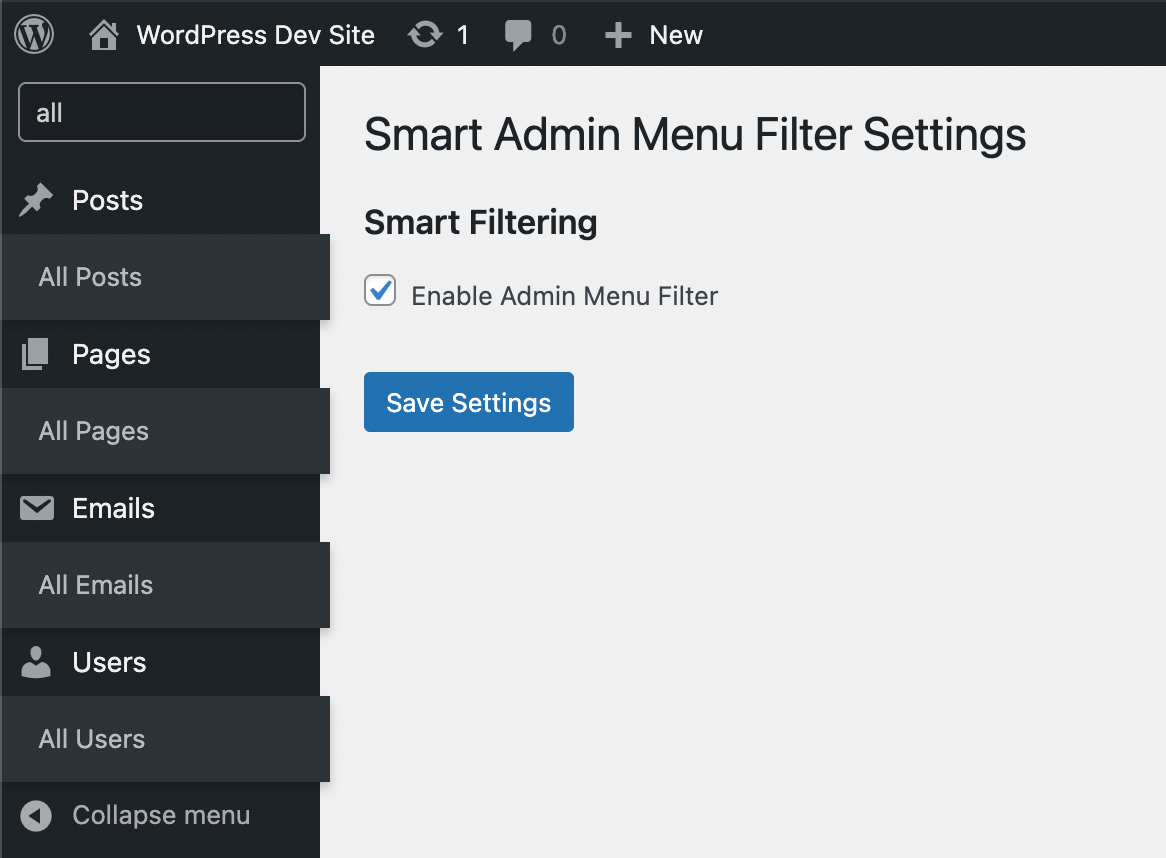 WordPress Dev Site 1 0 New
all
Posts
All Posts
Pages
All Pages
Emails
All Emails
Users
All Users
Collapse menu
Smart Admin Menu Filter Settings
Smart Filtering
Enable Admin Menu Filter
Save Settings